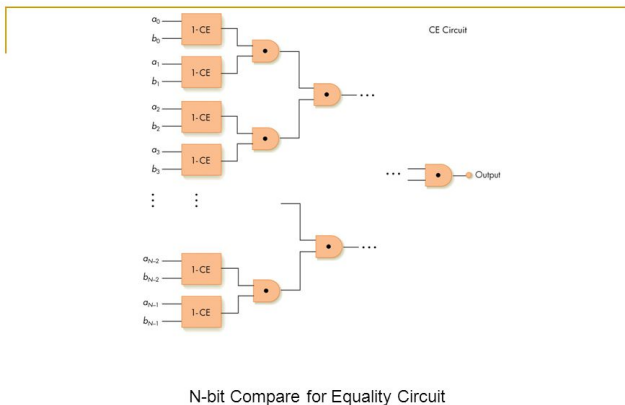 CE Circuit
a₀
b₀
1-CE
a₁
b₁
1-CE
a₂
b₂
1-CE
a₃
b₃
1-CE
Output
aN–2
bN–2
1-CE
aN–1
bN–1
1-CE
N-bit Compare for Equality Circuit